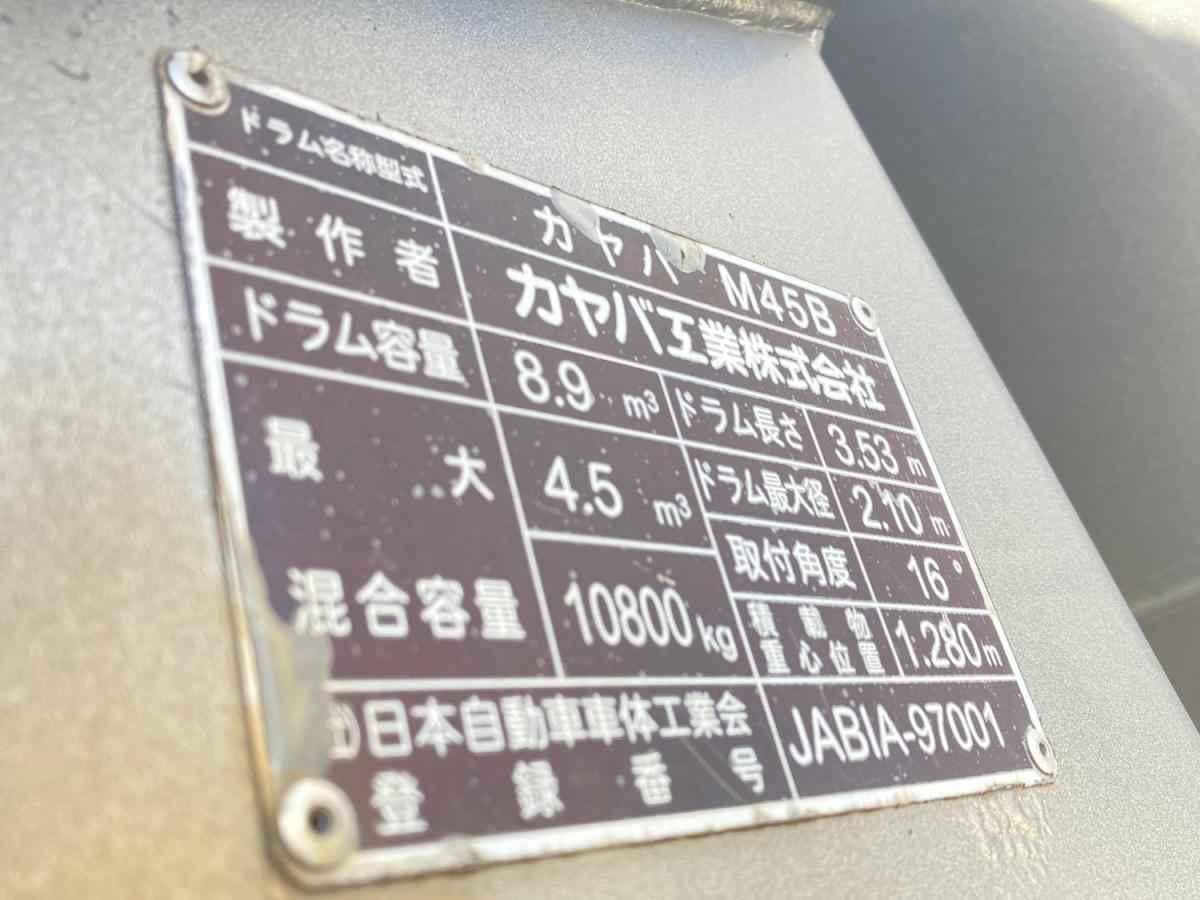 ドラム名称型式 カヤバ M45B
製作者 カヤバ工業株式会社
ドラム容量 8.9 m³ ドラム長さ 3.53 m
最大混合容量 4.5 m³ ドラム最大径 2.10 m
10800 kg 取付角度 16°
積載物重心位置 1.280 m
日本自動車車体工業会
登録番号 JABIA-97001